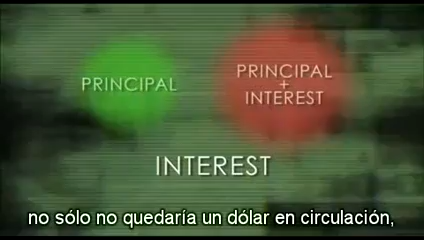 PRINCIPAL
PRINCIPAL
+
INTEREST
INTEREST
no sólo no quedaría un dólar en circulación,